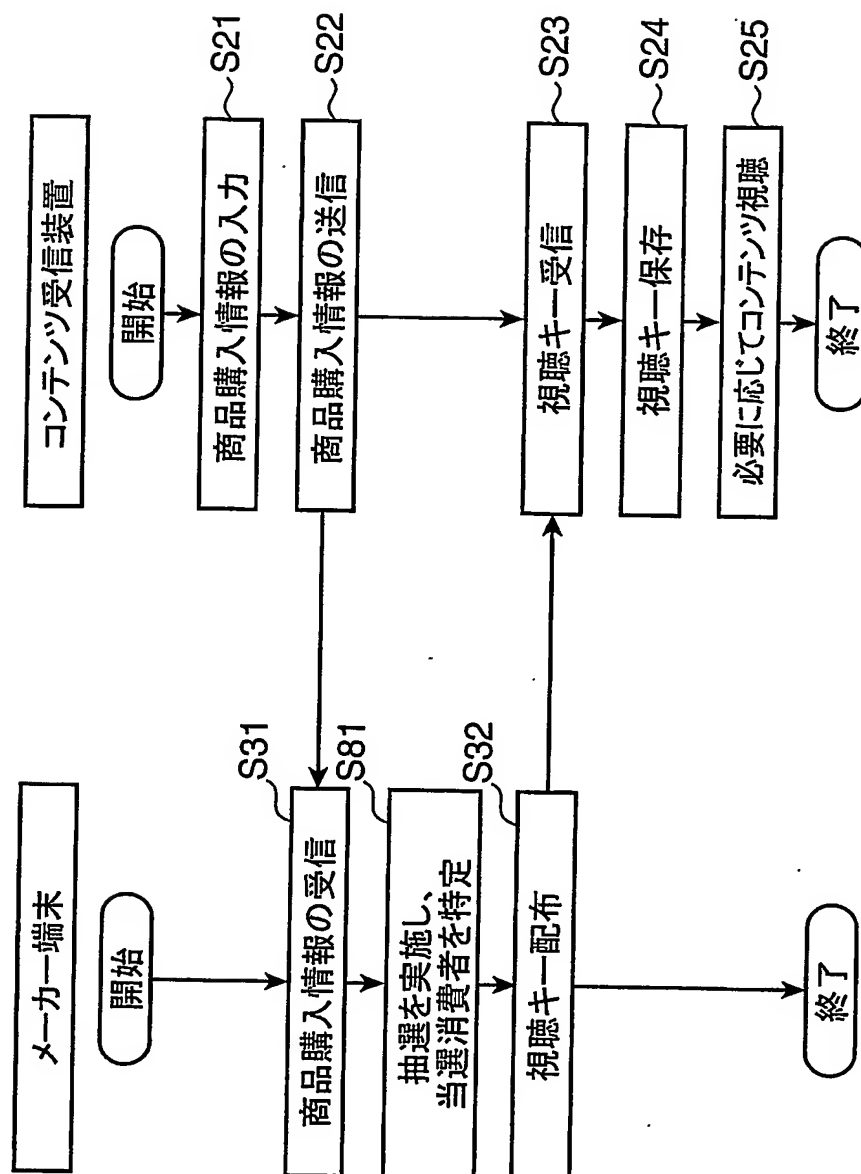 メーカー端末
開始
商品購入情報の受信
S31
抽選を実施し、
当選消費者を特定
S81
視聴キー配布
S32
終了
コンテンツ受信装置
開始
商品購入情報の入力
S21
商品購入情報の送信
S22
視聴キー受信
S23
視聴キー保存
S24
必要に応じてコンテンツ視聴
S25
終了